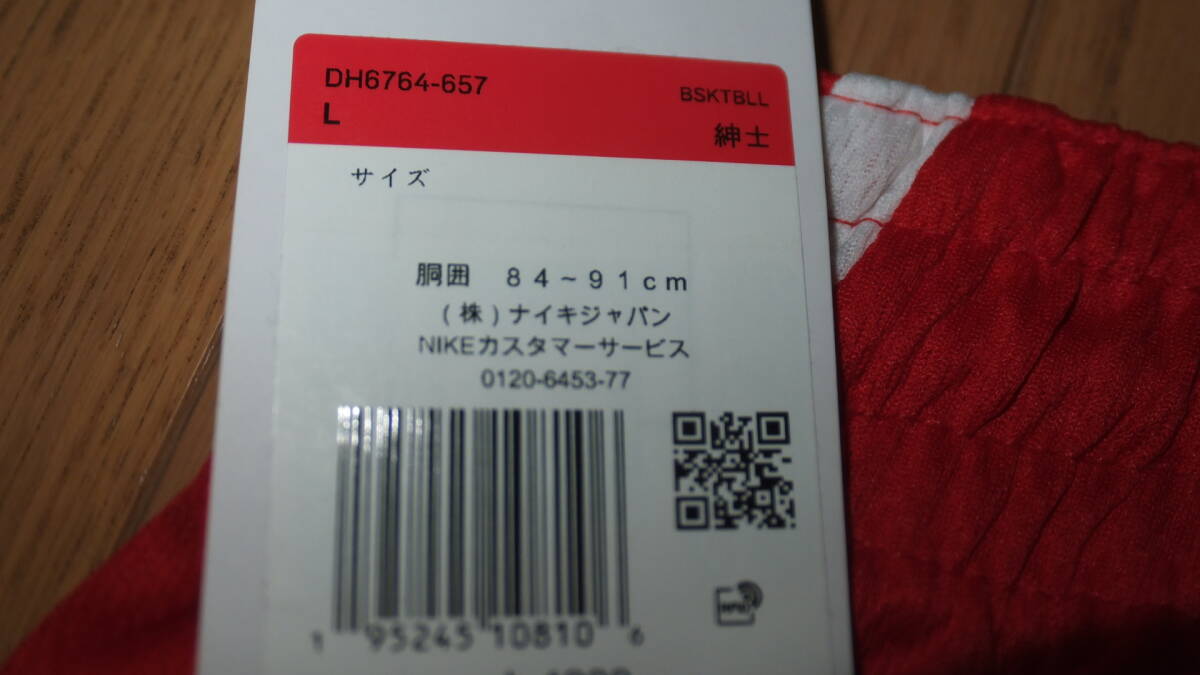 DH6764-657
BSKTBLL
L
紳士
サイズ
胴囲 84~91cm
(株)ナイキジャパン
NIKEカスタマーサービス
0120-6453-77
1 95245 10810 6